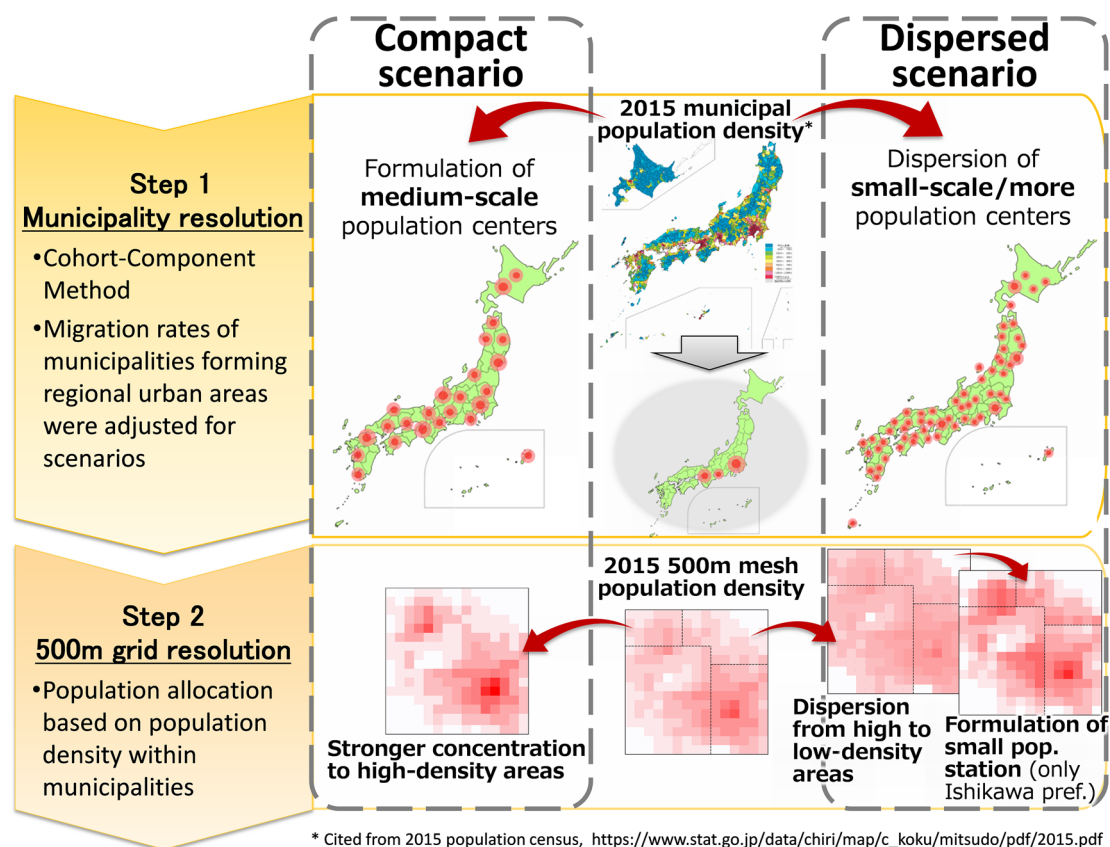 Compact
scenario
Dispersed
scenario
Step 1
Municipality resolution
•Cohort-Component
Method
•Migration rates of
municipalities forming
regional urban areas
were adjusted for
scenarios
Formulation of
medium-scale
population centers
2015 municipal
population density*
Dispersion of
small-scale/more
population centers
Step 2
500m grid resolution
•Population allocation
based on population
density within
municipalities
Stronger concentration
to high-density areas
2015 500m mesh
population density
Dispersion
from high to
low-density
areas
Formulation of
small pop.
station (only
Ishikawa pref.)
* Cited from 2015 population census, https://www.stat.go.jp/data/chiri/map/c_koku/mitsudo/pdf/2015.pdf